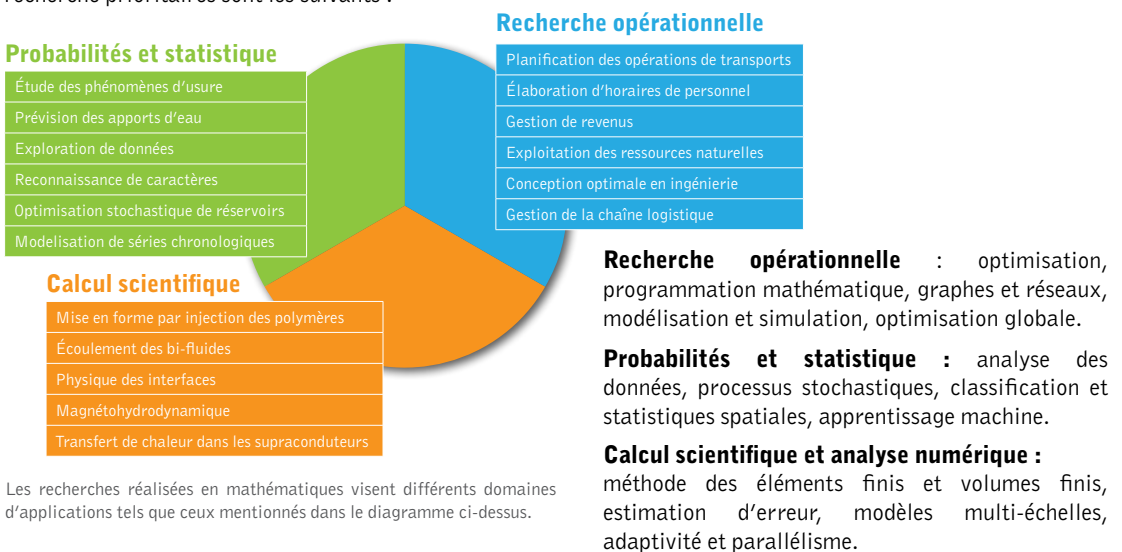 recherche prioritaires sont les suivants :
Recherche opérationnelle
Planification des opérations de transports
Élaboration d'horaires de personnel
Gestion de revenus
Exploitation des ressources naturelles
Conception optimale en ingénierie
Gestion de la chaîne logistique
Probabilités et statistique
Étude des phénomènes d'usure
Prévision des apports d'eau
Exploration de données
Reconnaissance de caractères
Optimisation stochastique de réservoirs
Modelisation de séries chronologiques
Calcul scientifique
Mise en forme par injection des polymères
Écoulement des bi-fluides
Physique des interfaces
Magnétohydrodynamique
Transfert de chaleur dans les supraconduteurs
Les recherches réalisées en mathématiques visent différents domaines
d'applications tels que ceux mentionnés dans le diagramme ci-dessus.
Recherche opérationnelle : optimisation,
programmation mathématique, graphes et réseaux,
modélisation et simulation, optimisation globale.
Probabilités et statistique : analyse des
données, processus stochastiques, classification et
statistiques spatiales, apprentissage machine.
Calcul scientifique et analyse numérique :
méthode des éléments finis et volumes finis,
estimation d'erreur, modèles multi-échelles,
adaptivité et parallélisme.